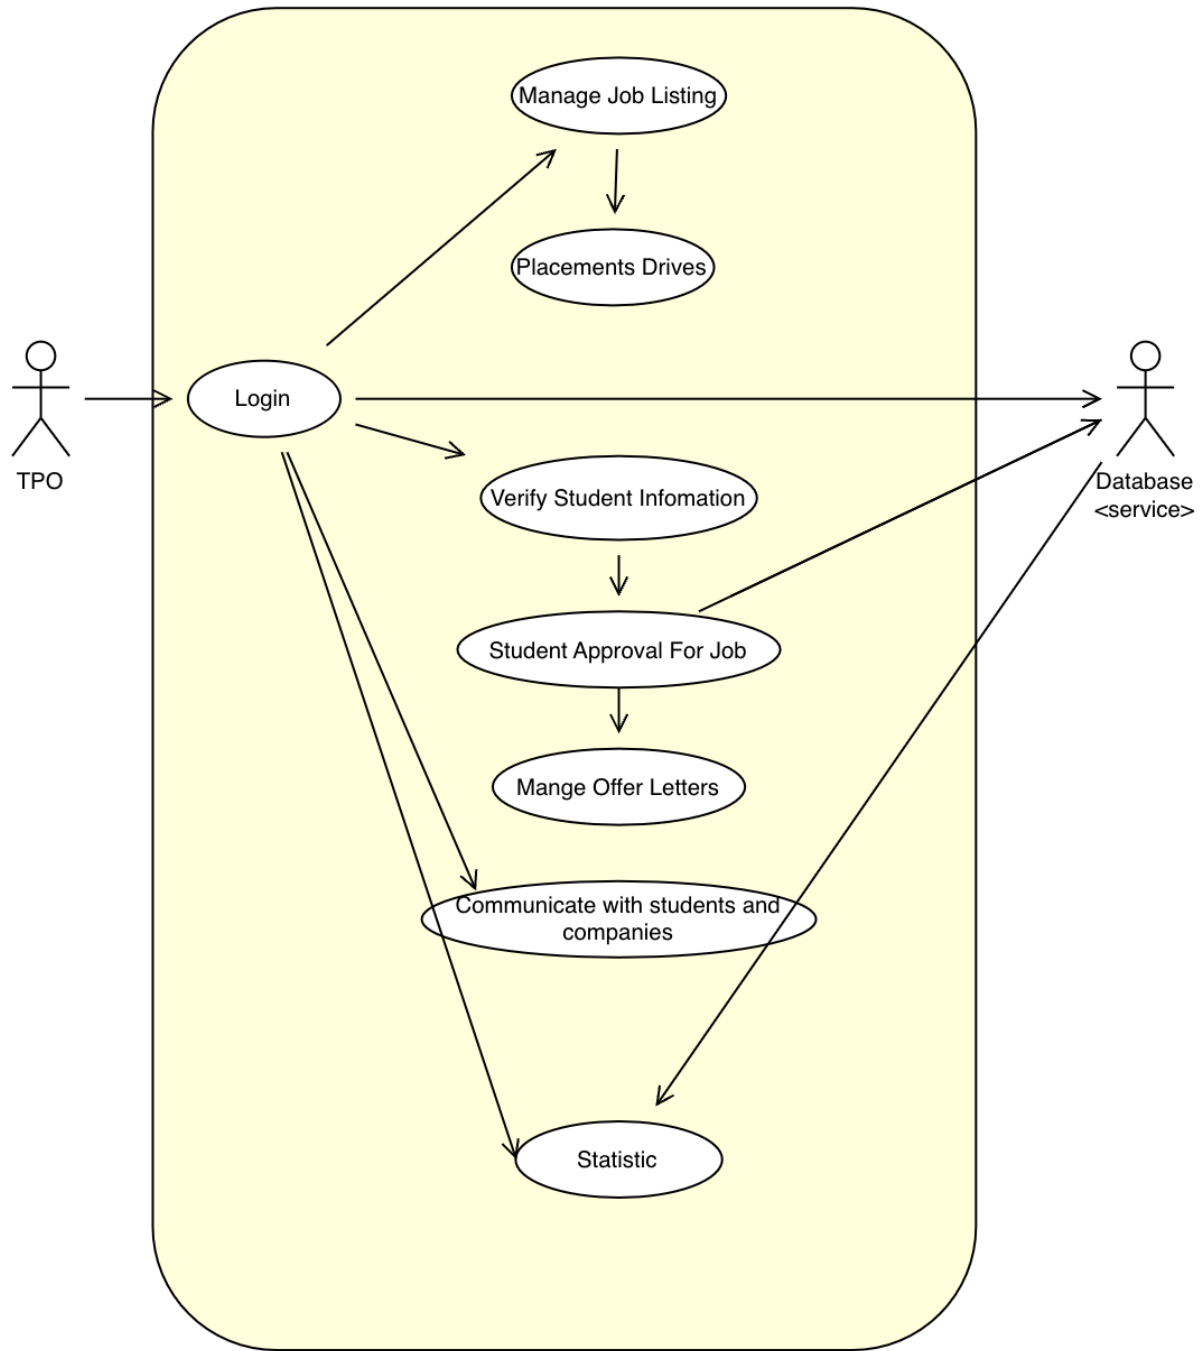 Manage Job Listing
Placements Drives
Login
TPO
Database
<service>
Verify Student Infomation
Student Approval For Job
Mange Offer Letters
Communicate with students and
companies
Statistic